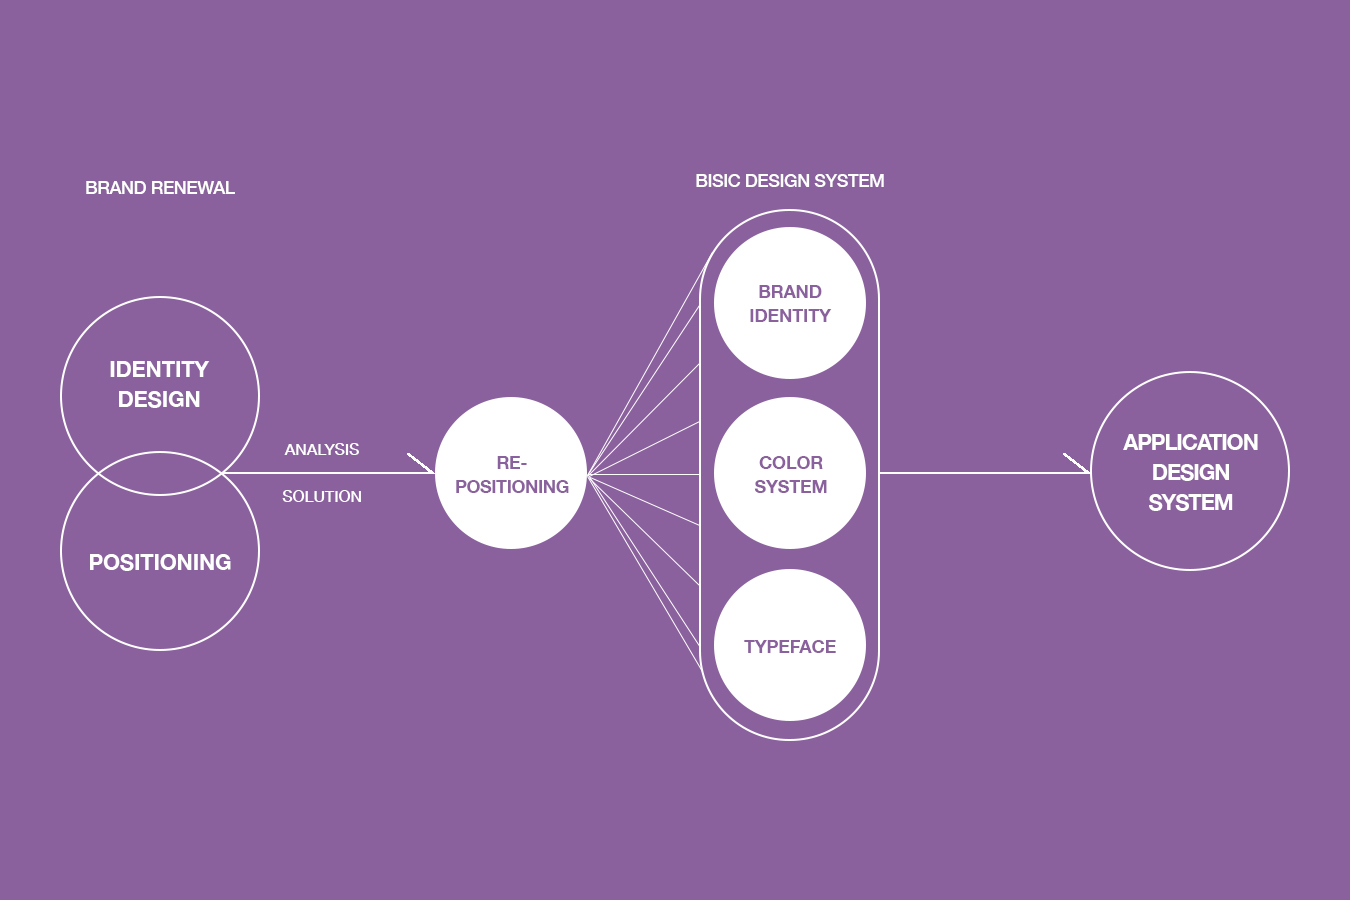 BRAND RENEWAL
IDENTITY
DESIGN
POSITIONING
ANALYSIS
SOLUTION
RE-
POSITIONING
BISIC DESIGN SYSTEM
BRAND
IDENTITY
COLOR
SYSTEM
TYPEFACE
APPLICATION
DESIGN
SYSTEM